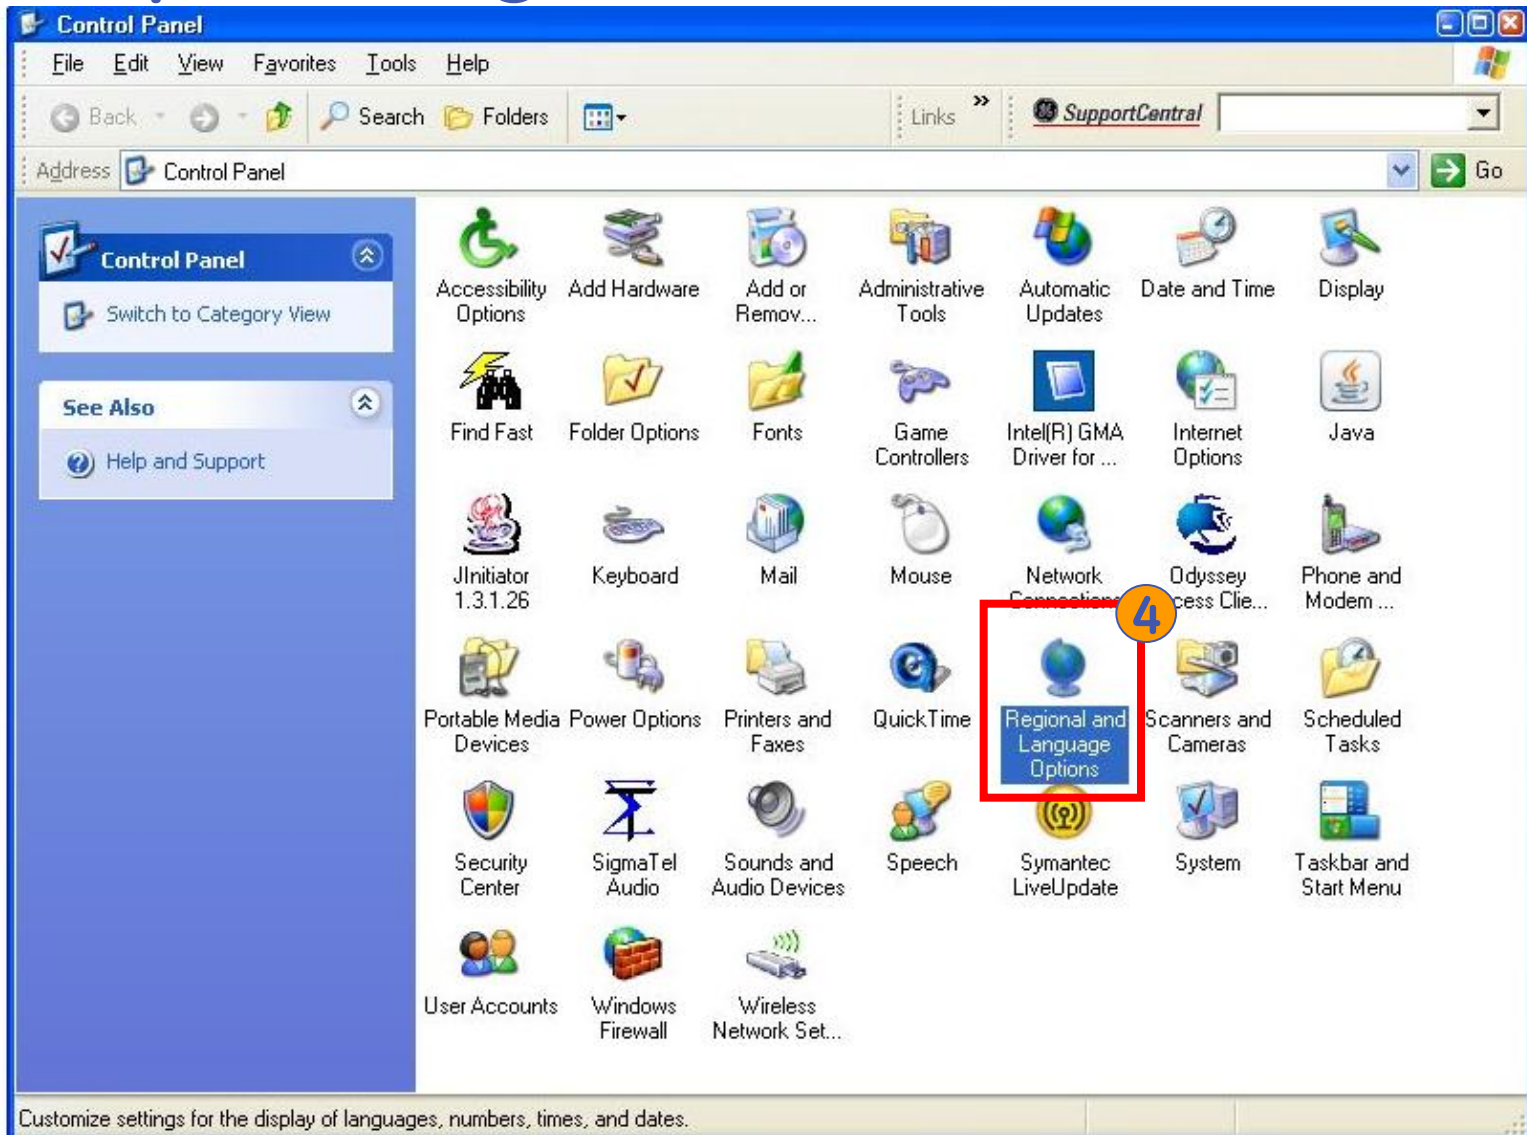 Control Panel
File Edit View Favorites Tools Help
Back Search Folders Links » SupportCentral
Address Control Panel Go
Control Panel
Switch to Category View
See Also
Help and Support
Accessibility Options
Add Hardware
Add or Remov...
Administrative Tools
Automatic Updates
Date and Time
Display
Find Fast
Folder Options
Fonts
Game Controllers
Intel(R) GMA Driver for ...
Internet Options
Java
JInitiator 1.3.1.26
Keyboard
Mail
Mouse
Network Connections
Odyssey cess Clie...
Phone and Modem ...
4
Portable Media Devices
Power Options
Printers and Faxes
QuickTime
Regional and Language Options
Scanners and Cameras
Scheduled Tasks
Security Center
SigmaTel Audio
Sounds and Audio Devices
Speech
Symantec LiveUpdate
System
Taskbar and Start Menu
User Accounts
Windows Firewall
Wireless Network Set...
Customize settings for the display of languages, numbers, times, and dates.